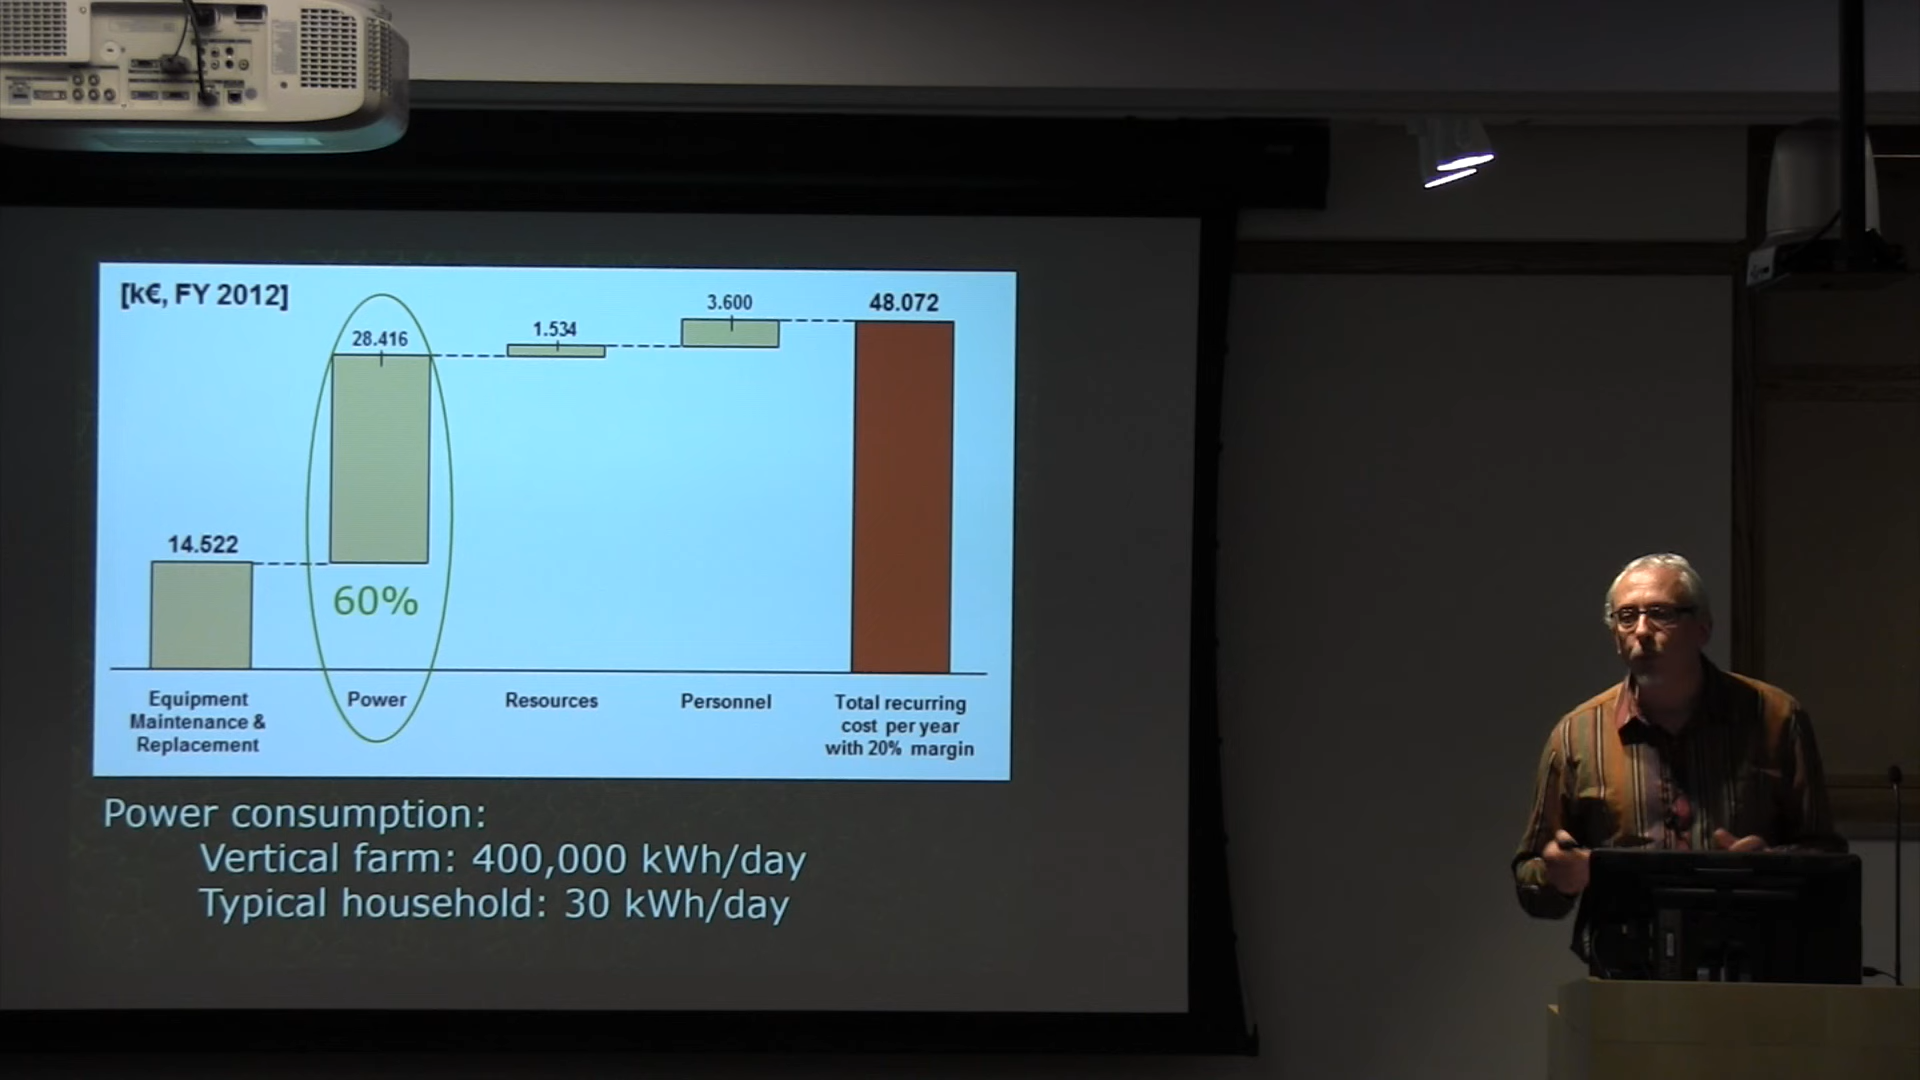 [k€, FY 2012]
28.416
1.534
3.600
48.072
14.522
60%
Equipment
Maintenance &
Replacement
Power
Resources
Personnel
Total recurring
cost per year
with 20% margin
Power consumption:
Vertical farm: 400,000 kWh/day
Typical household: 30 kWh/day